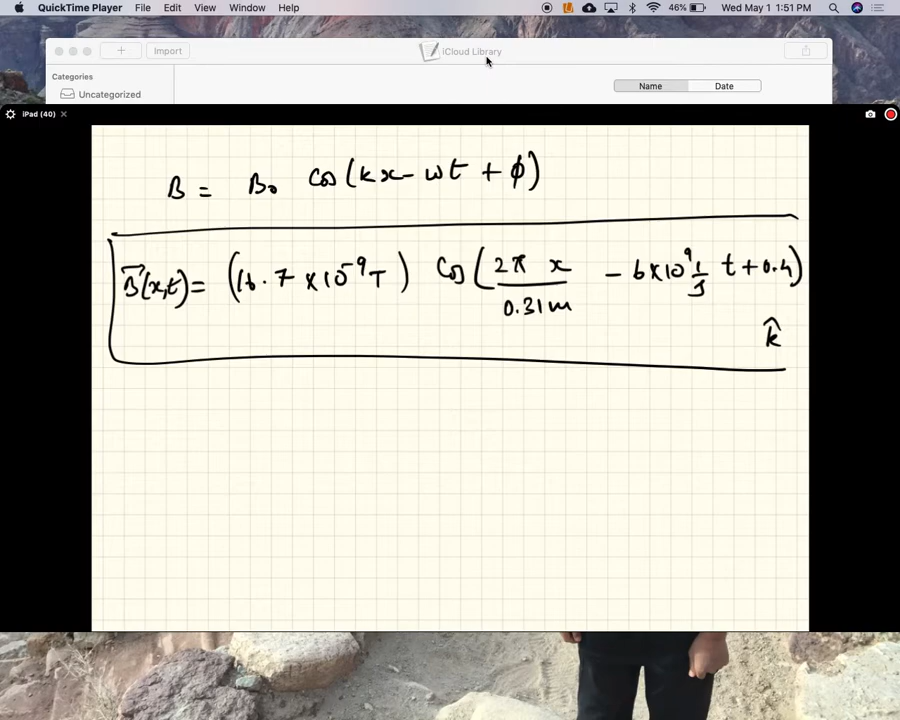 QuickTime Player File Edit View Window Help 46% Wed May 1 1:51 PM
+ Import iCloud Library
Categories
Name Date
Uncategorized
iPad (40)
B = B₀ cos(kx - ωt + ϕ)
B⃗(x,t) = (16.7 × 10⁻⁹ T) cos(2π x / 0.31m - 6×10⁹ 1/s t + 0.4)
k̂